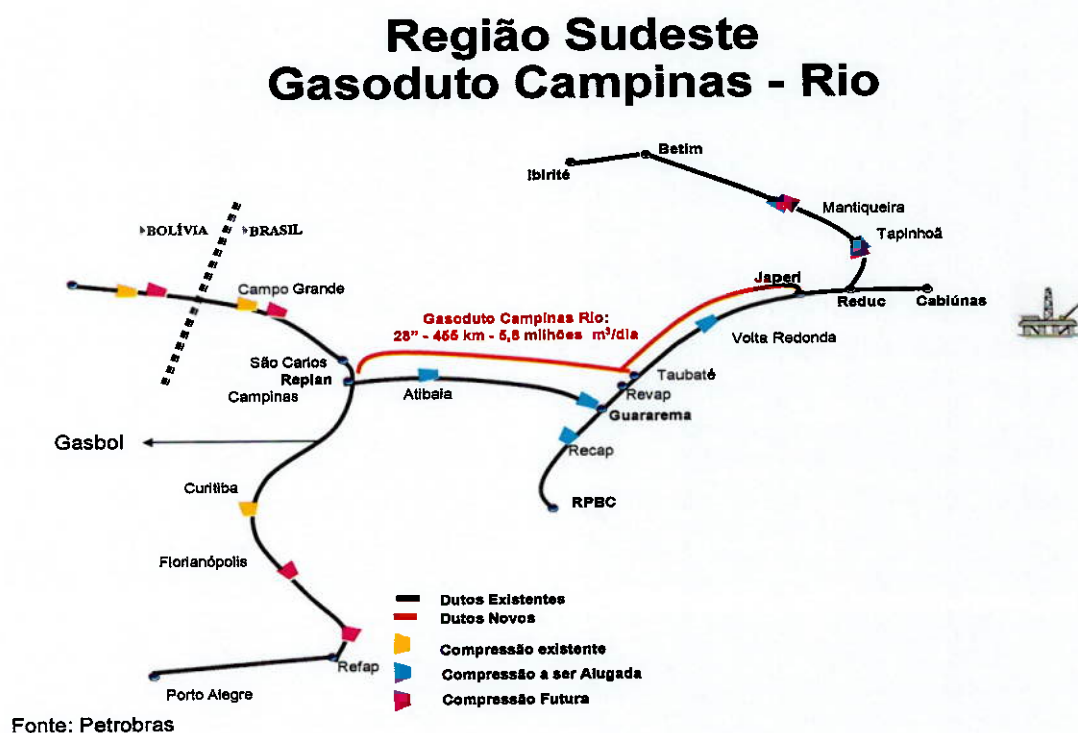 Região Sudeste
Gasoduto Campinas - Rio
Betim
Ibirité
Mantiqueira
BOLÍVIA
BRASIL
Tapinhoã
Campo Grande
Japeri
Reduc
Cabiúnas
Gasoduto Campinas Rio:
28" - 455 km - 5,8 milhões m³/dia
Volta Redonda
São Carlos
Replan
Campinas
Atibaia
Taubaté
Revap
Guararema
Gasbol
Recap
Curitiba
RPBC
Florianópolis
Dutos Existentes
Dutos Novos
Compressão existente
Compressão a ser Alugada
Compressão Futura
Refap
Porto Alegre
Fonte: Petrobras